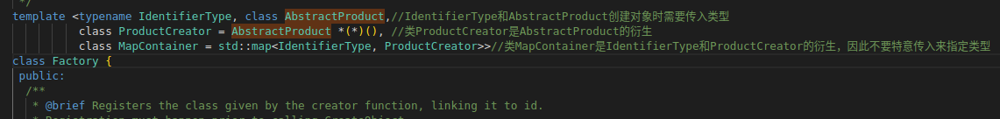 */
template <typename IdentifierType, class AbstractProduct,//IdentifierType和AbstractProduct创建对象时需要传入类型
class ProductCreator = AbstractProduct *(*)(), //类ProductCreator是AbstractProduct的衍生
class MapContainer = std::map<IdentifierType, ProductCreator>>//类MapContainer是IdentifierType和ProductCreator的衍生，因此不要特意传入来指定类型
class Factory {
public:
/**
* @brief Registers the class given by the creator function, linking it to id.
* Registration must happen prior to calling CreateObject.